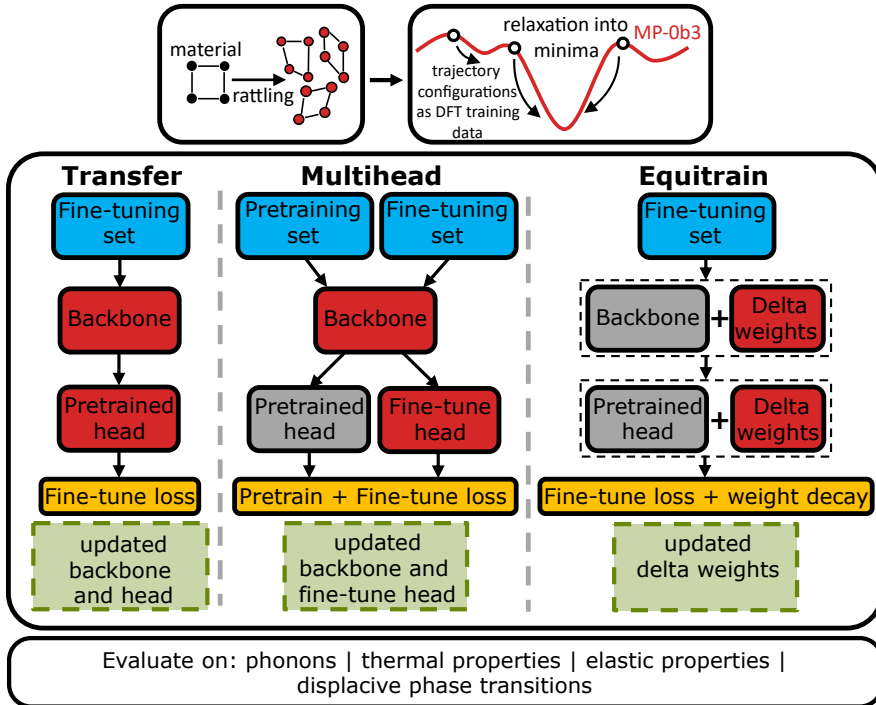 material
rattling
relaxation into
minima
MP-0b3
trajectory
configurations
as DFT training
data
Transfer
Fine-tuning
set
Backbone
Pretrained
head
Fine-tune loss
updated
backbone
and head
Multihead
Pretraining
set
Fine-tuning
set
Backbone
Pretrained
head
Fine-tune
head
Pretrain + Fine-tune loss
updated
backbone and
fine-tune head
Equitrain
Fine-tuning
set
Backbone
+
Delta
weights
Pretrained
head
+
Delta
weights
Fine-tune loss + weight decay
updated
delta weights
Evaluate on: phonons | thermal properties | elastic properties |
displacive phase transitions